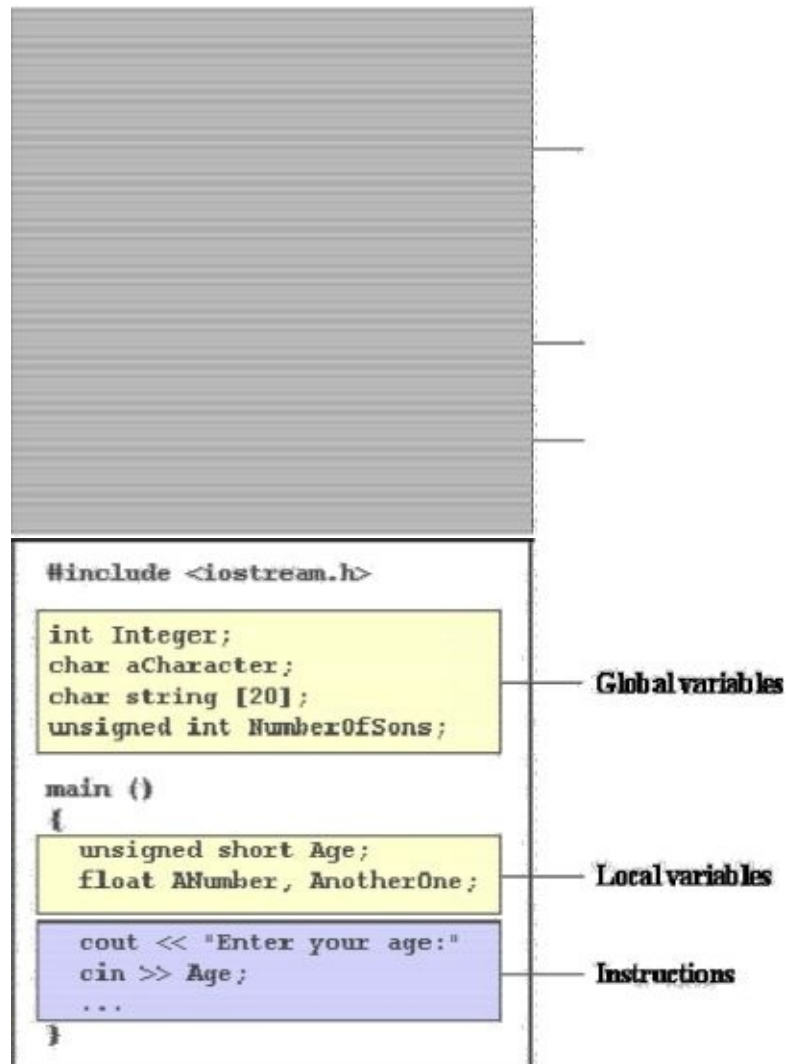 #include <iostream.h>
int Integer;
char aCharacter;
char string [20];
unsigned int NumberOfSons;
Global variables
main ()
{
unsigned short Age;
float ANumber, AnotherOne;
Local variables
cout << "Enter your age:"
cin >> Age;
Instructions
...
}